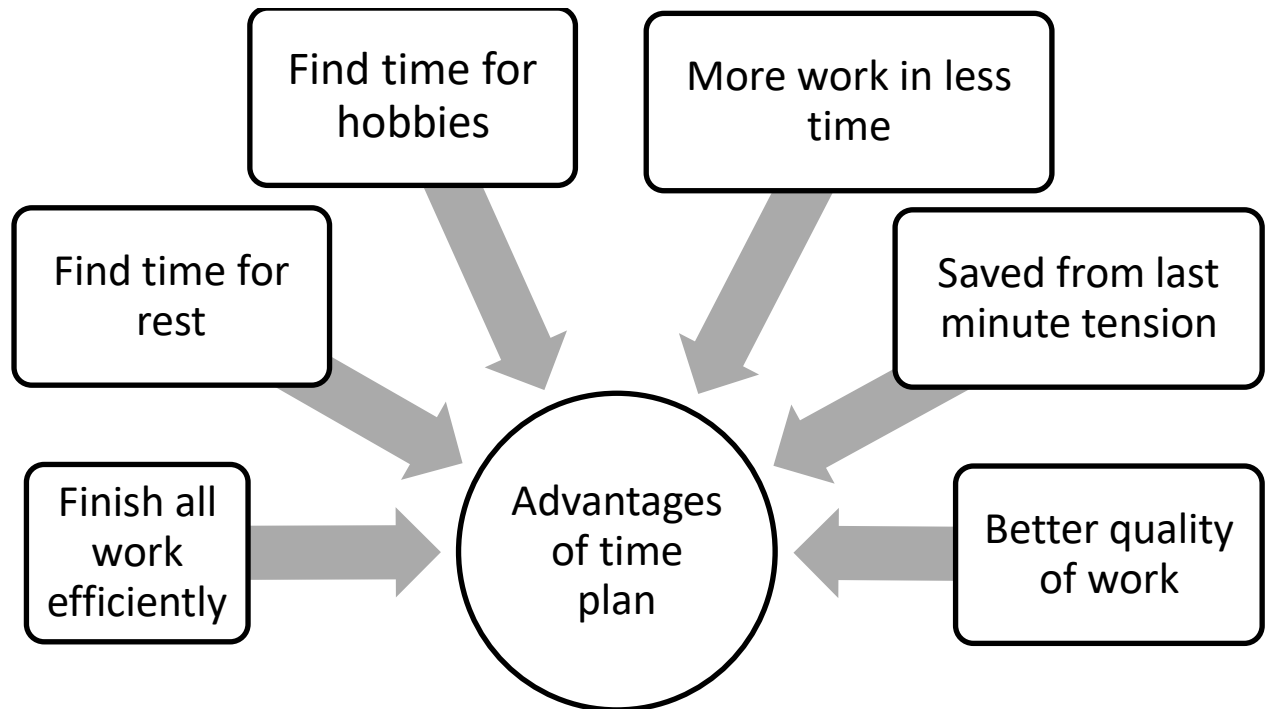 Find time for
hobbies
More work in less
time
Find time for
rest
Saved from last
minute tension
Finish all
work
efficiently
Advantages
of time
plan
Better quality
of work